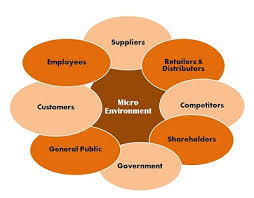 Suppliers
Employees
Retailers &
Distributors
Customers
Micro
Environment
Competitors
General Public
Shareholders
Government